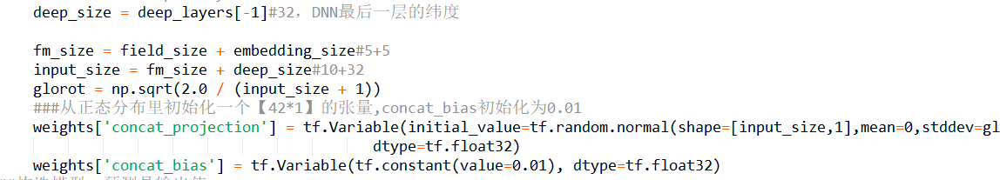 deep_size = deep_layers[-1]#32，DNN最后一层的纬度
fm_size = field_size + embedding_size#5+5
input_size = fm_size + deep_size#10+32
glorot = np.sqrt(2.0 / (input_size + 1))
###从正态分布里初始化一个【42*1】的张量,concat_bias初始化为0.01
weights['concat_projection'] = tf.Variable(initial_value=tf.random.normal(shape=[input_size,1],mean=0,stddev=gl
dtype=tf.float32)
weights['concat_bias'] = tf.Variable(tf.constant(value=0.01), dtype=tf.float32)